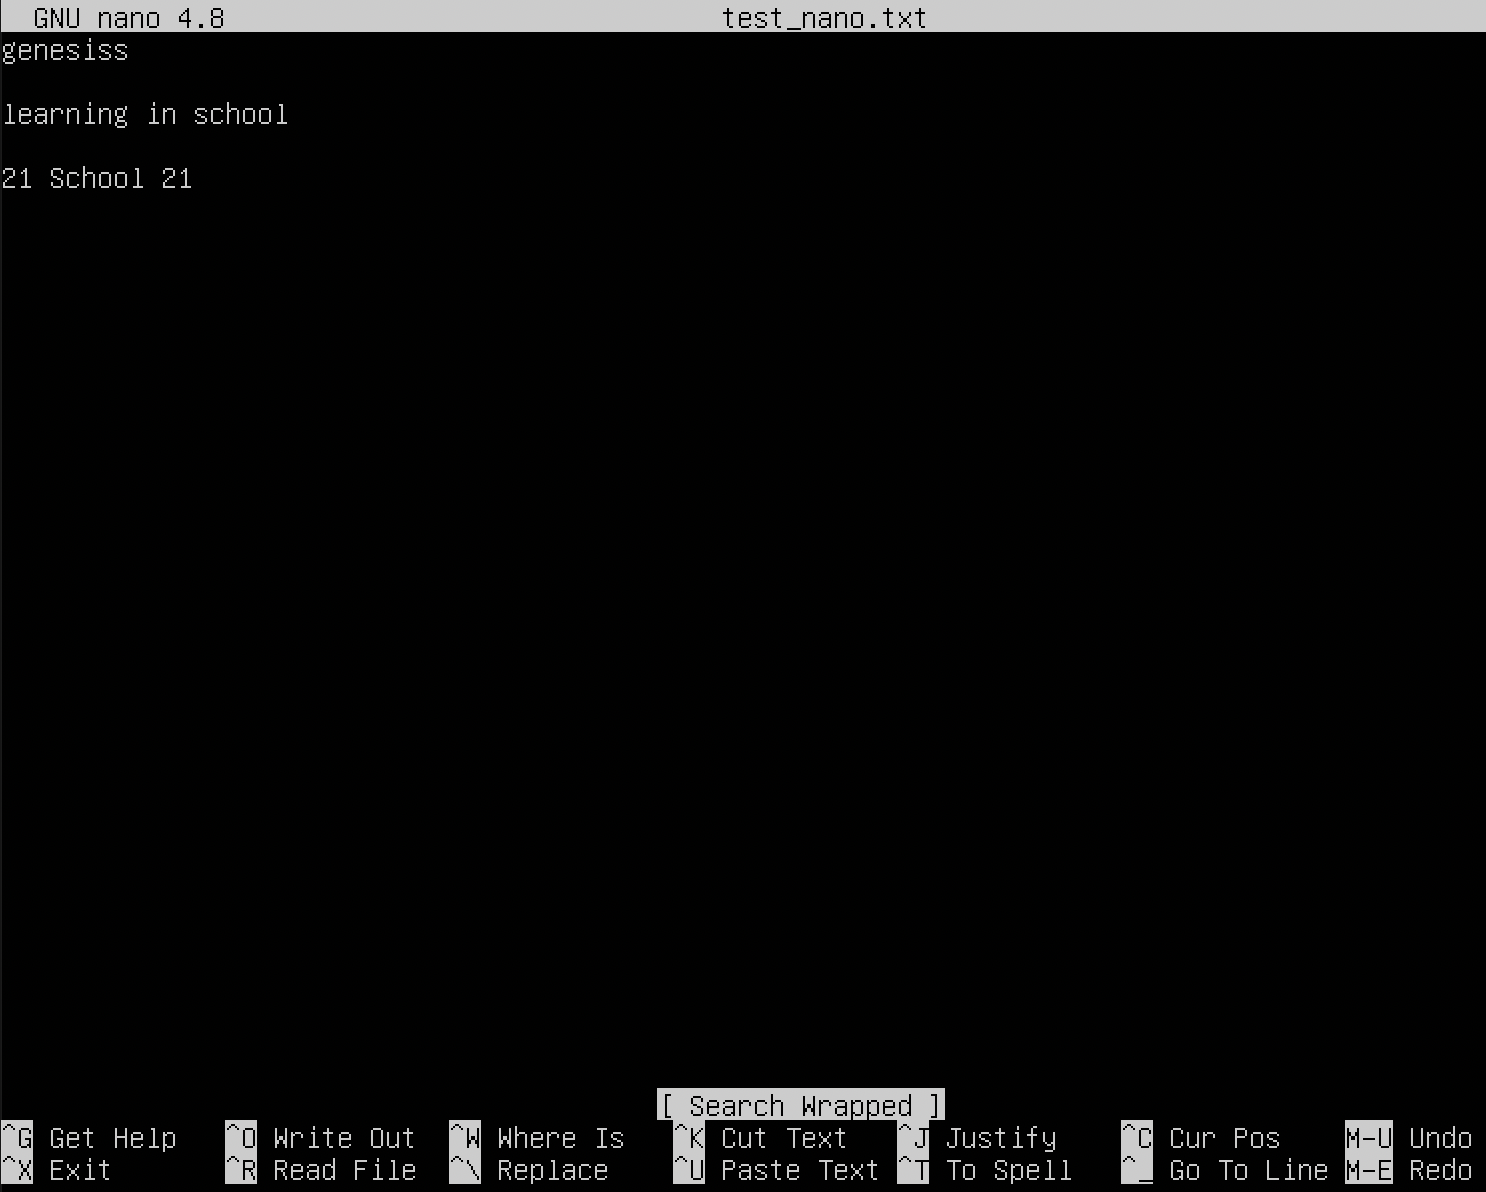 GNU nano 4.8 test_nano.txt
genesiss
learning in school
21 School 21
[ Search Wrapped ]
^G Get Help ^O Write Out ^W Where Is ^K Cut Text ^J Justify ^C Cur Pos M-U Undo
^X Exit ^R Read File ^\ Replace ^U Paste Text ^T To Spell ^_ Go To Line M-E Redo